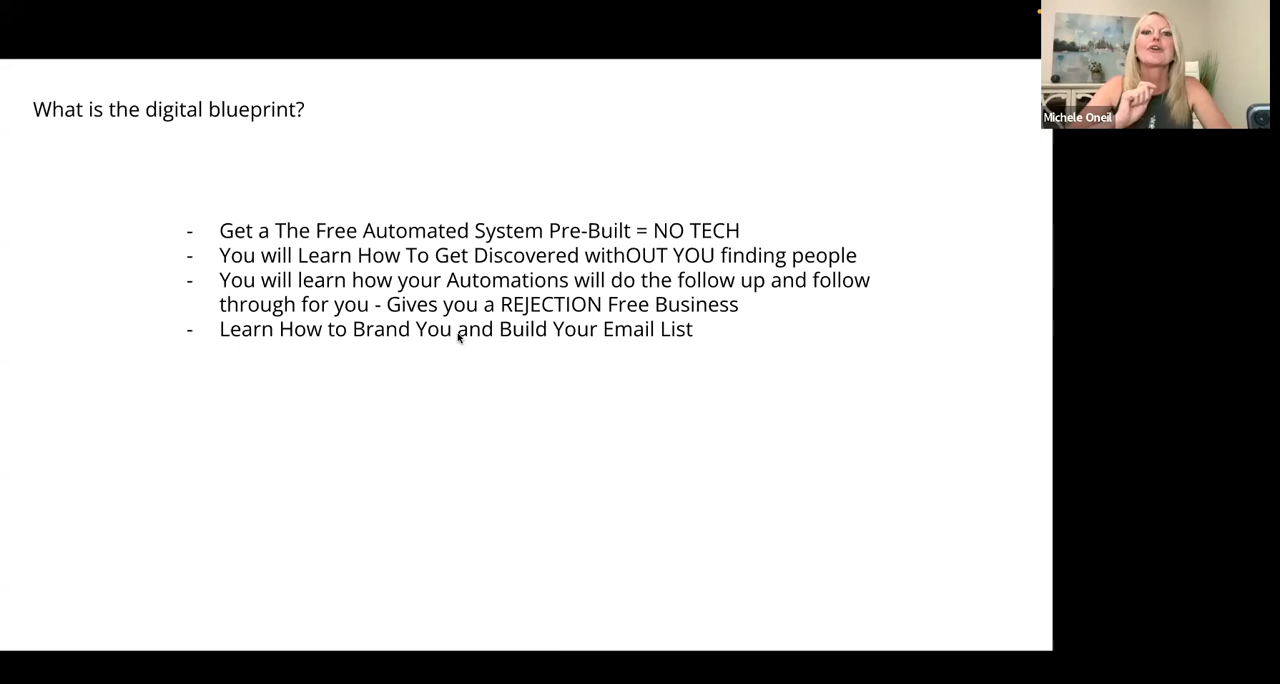 What is the digital blueprint?
- Get a The Free Automated System Pre-Built = NO TECH
- You will Learn How To Get Discovered withOUT YOU finding people
- You will learn how your Automations will do the follow up and follow
through for you - Gives you a REJECTION Free Business
- Learn How to Brand You and Build Your Email List
Michele Oneil